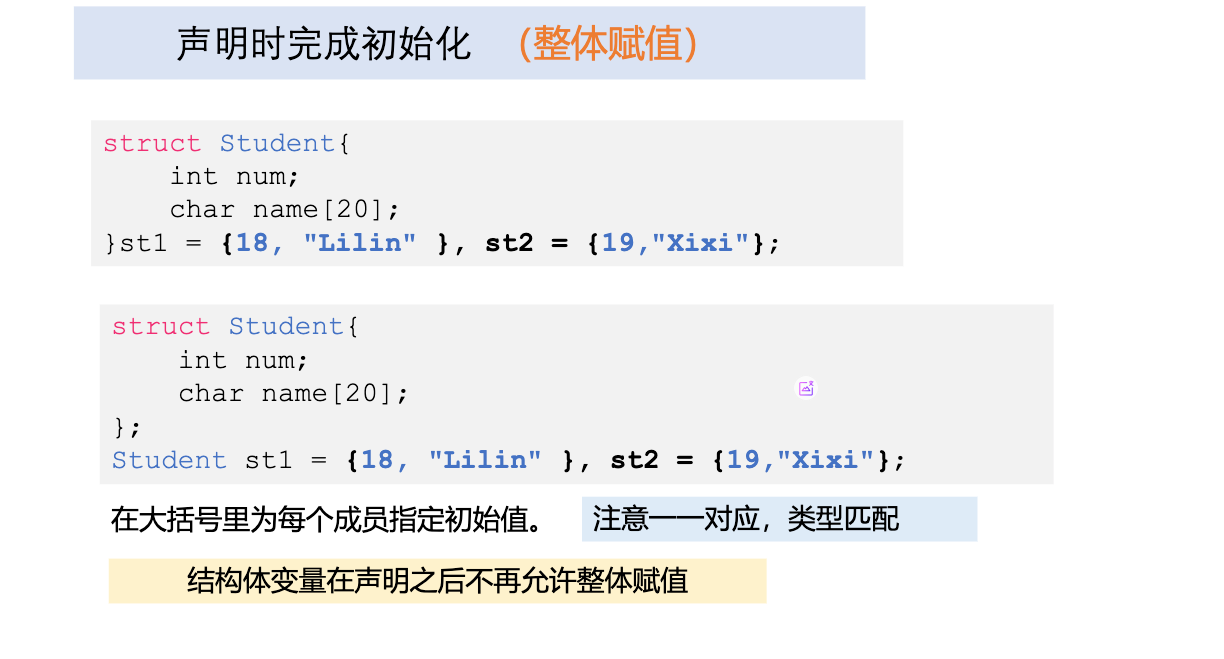 声明时完成初始化 （整体赋值）
struct Student{
    int num;
    char name[20];
}st1 = {18, "Lilin" }, st2 = {19,"Xixi"};
struct Student{
    int num;
    char name[20];
};
Student st1 = {18, "Lilin" }, st2 = {19,"Xixi"};
在大括号里为每个成员指定初始值。 注意一一对应，类型匹配
结构体变量在声明之后不再允许整体赋值